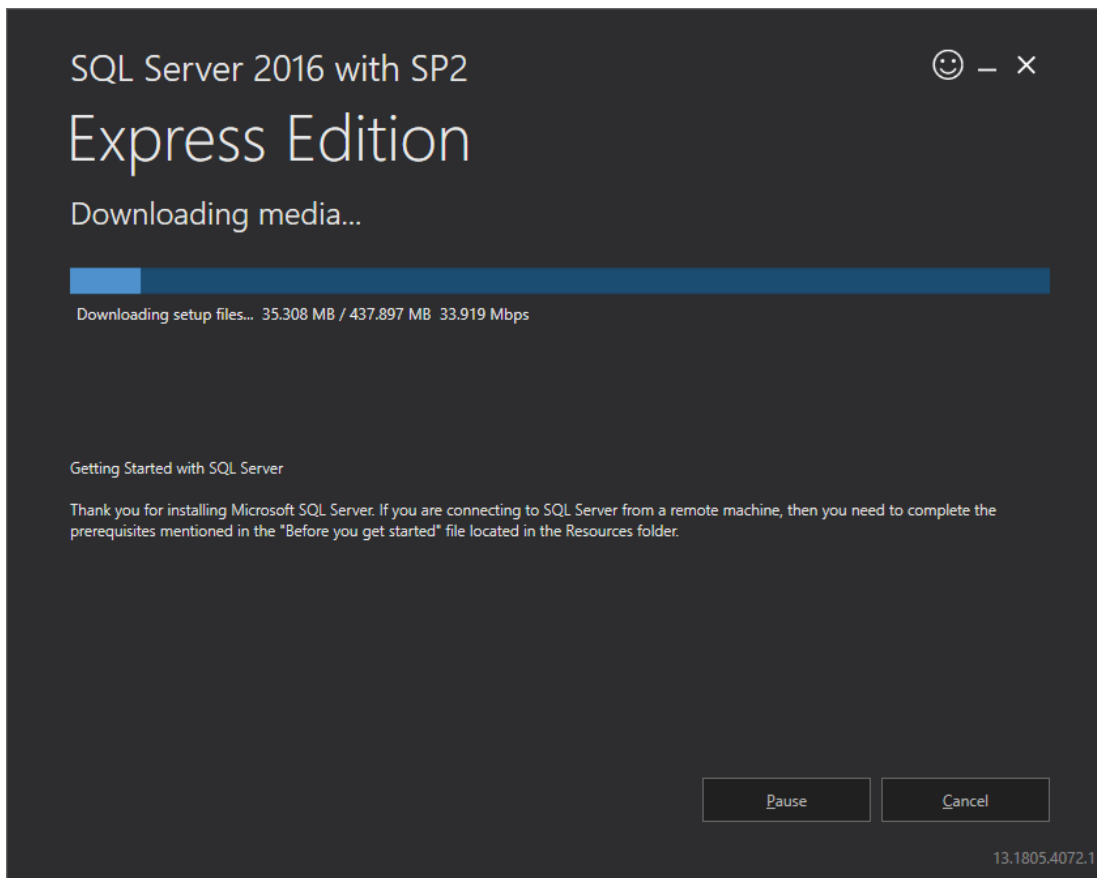 SQL Server 2016 with SP2
Express Edition
Downloading media...
Downloading setup files... 35.308 MB / 437.897 MB 33.919 Mbps
Getting Started with SQL Server
Thank you for installing Microsoft SQL Server. If you are connecting to SQL Server from a remote machine, then you need to complete the
prerequisites mentioned in the "Before you get started" file located in the Resources folder.
Pause
Cancel
13.1805.4072.1